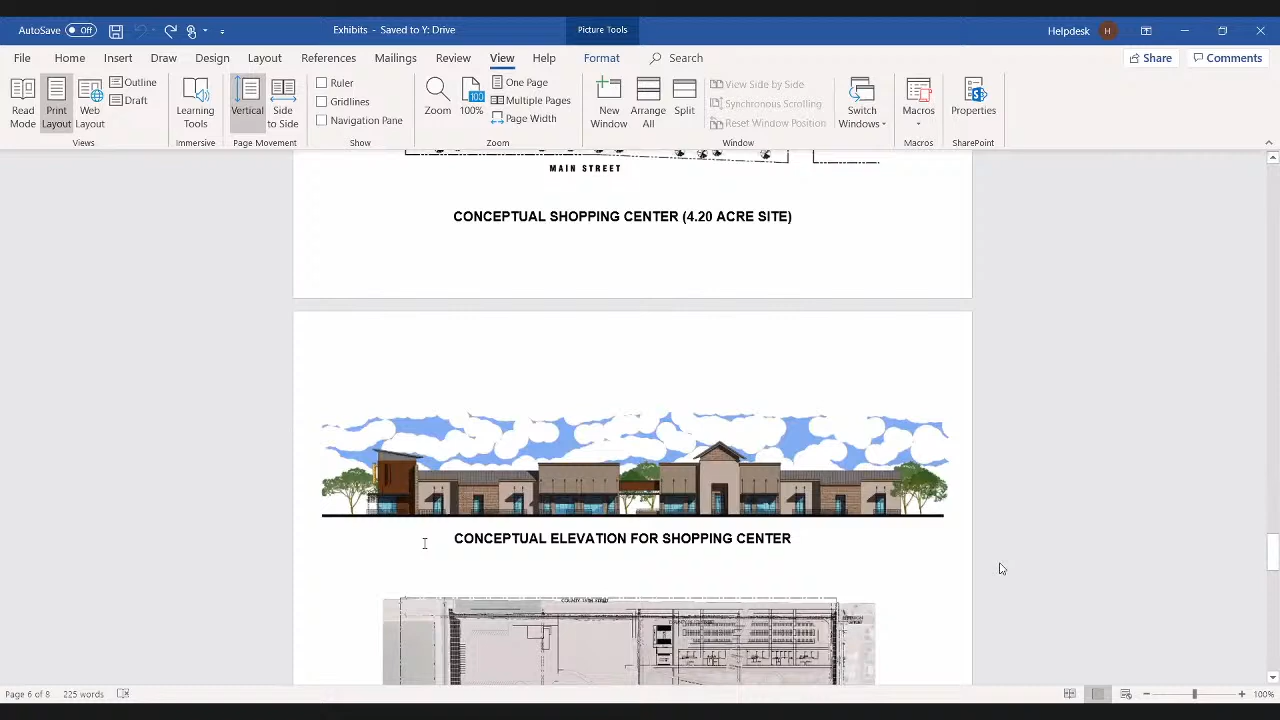 AutoSave Off
Exhibits - Saved to Y: Drive
Picture Tools
Helpdesk H
File Home Insert Draw Design Layout References Mailings Review View Help Format Search
Share Comments
Read Mode
Print Layout
Web Layout
Outline
Draft
Views
Learning Tools
Immersive
Vertical
Side to Side
Page Movement
Ruler
Gridlines
Navigation Pane
Show
Zoom
100
100%
One Page
Multiple Pages
Page Width
Zoom
New Window
Arrange All
Split
View Side by Side
Synchronous Scrolling
Reset Window Position
Window
Switch Windows
Macros
Macros
Properties
SharePoint
MAIN STREET
CONCEPTUAL SHOPPING CENTER (4.20 ACRE SITE)
CONCEPTUAL ELEVATION FOR SHOPPING CENTER
Page 6 of 8 225 words
100%